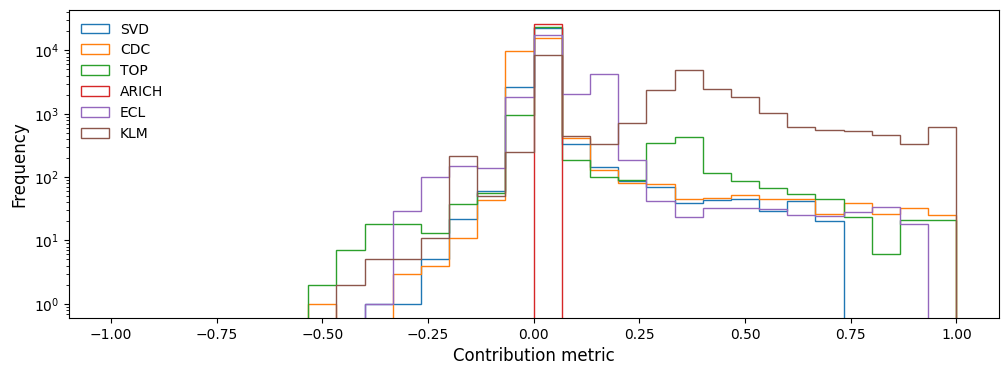 SVD
CDC
TOP
ARICH
ECL
KLM
Frequency
10⁴
10³
10²
10¹
10⁰
−1.00 −0.75 −0.50 −0.25 0.00 0.25 0.50 0.75 1.00
Contribution metric